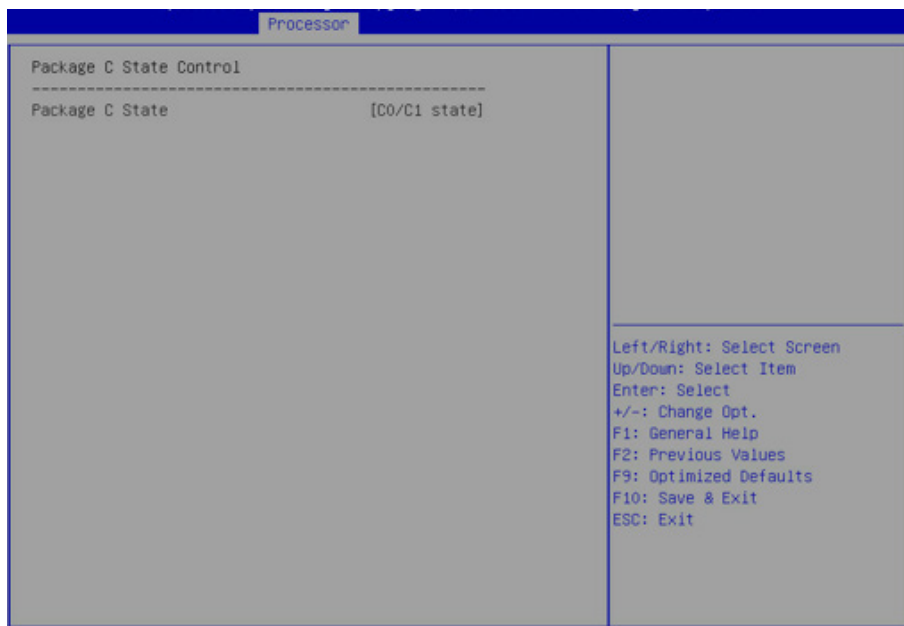 Processor
Package C State Control
--------------------------------------------------
Package C State [C0/C1 state]
Left/Right: Select Screen
Up/Down: Select Item
Enter: Select
+/-: Change Opt.
F1: General Help
F2: Previous Values
F9: Optimized Defaults
F10: Save & Exit
ESC: Exit